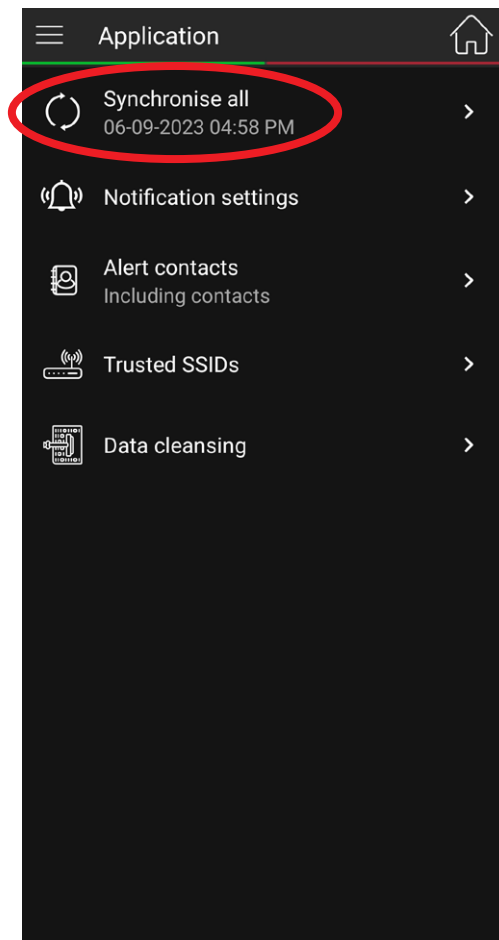 Application
Synchronise all
06-09-2023 04:58 PM
Notification settings
Alert contacts
Including contacts
Trusted SSIDs
Data cleansing